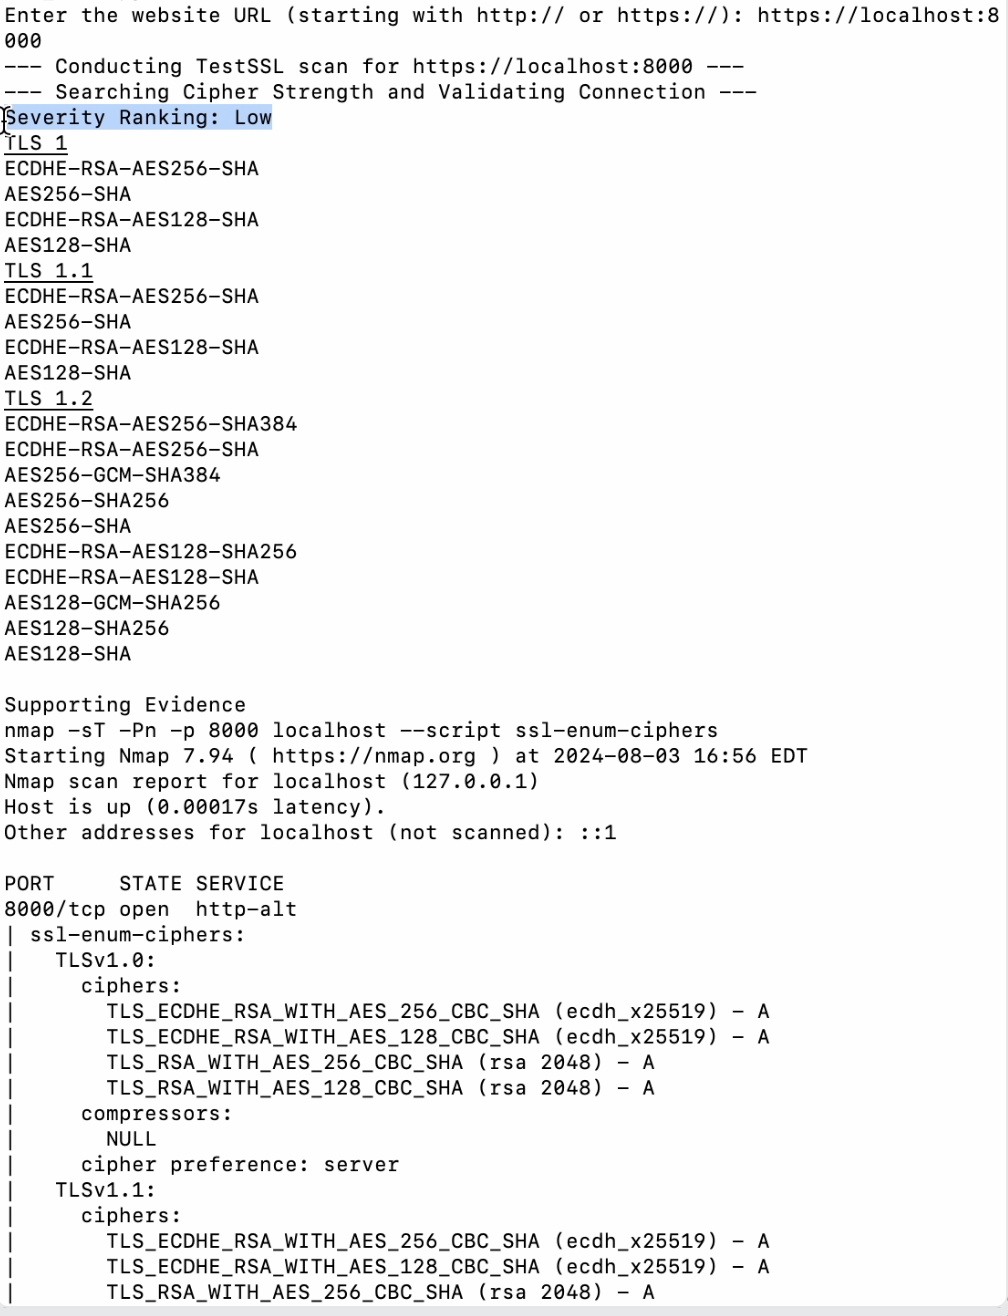 Enter the website URL (starting with http:// or https://): https://localhost:8
000
--- Conducting TestSSL scan for https://localhost:8000 ---
--- Searching Cipher Strength and Validating Connection ---
Severity Ranking: Low
TLS 1
ECDHE-RSA-AES256-SHA
AES256-SHA
ECDHE-RSA-AES128-SHA
AES128-SHA
TLS 1.1
ECDHE-RSA-AES256-SHA
AES256-SHA
ECDHE-RSA-AES128-SHA
AES128-SHA
TLS 1.2
ECDHE-RSA-AES256-SHA384
ECDHE-RSA-AES256-SHA
AES256-GCM-SHA384
AES256-SHA256
AES256-SHA
ECDHE-RSA-AES128-SHA256
ECDHE-RSA-AES128-SHA
AES128-GCM-SHA256
AES128-SHA256
AES128-SHA

Supporting Evidence
nmap -sT -Pn -p 8000 localhost --script ssl-enum-ciphers
Starting Nmap 7.94 ( https://nmap.org ) at 2024-08-03 16:56 EDT
Nmap scan report for localhost (127.0.0.1)
Host is up (0.00017s latency).
Other addresses for localhost (not scanned): ::1

PORT     STATE SERVICE
8000/tcp open  http-alt
| ssl-enum-ciphers:
|   TLSv1.0:
|     ciphers:
|       TLS_ECDHE_RSA_WITH_AES_256_CBC_SHA (ecdh_x25519) - A
|       TLS_ECDHE_RSA_WITH_AES_128_CBC_SHA (ecdh_x25519) - A
|       TLS_RSA_WITH_AES_256_CBC_SHA (rsa 2048) - A
|       TLS_RSA_WITH_AES_128_CBC_SHA (rsa 2048) - A
|     compressors:
|       NULL
|     cipher preference: server
|   TLSv1.1:
|     ciphers:
|       TLS_ECDHE_RSA_WITH_AES_256_CBC_SHA (ecdh_x25519) - A
|       TLS_ECDHE_RSA_WITH_AES_128_CBC_SHA (ecdh_x25519) - A
|       TLS_RSA_WITH_AES_256_CBC_SHA (rsa 2048) - A